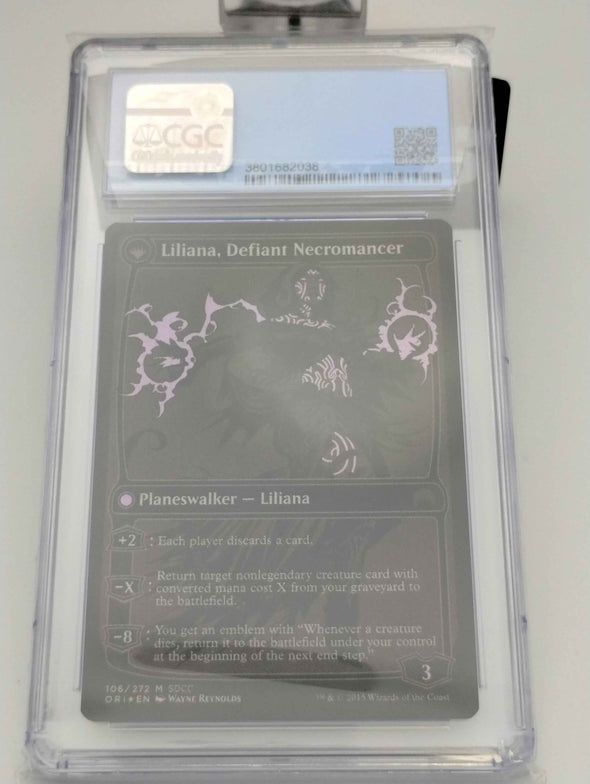 CGC
3801682036
Liliana, Defiant Necromancer
Planeswalker — Liliana
+2 : Each player discards a card.
−X : Return target nonlegendary creature card with
converted mana cost X from your graveyard to
the battlefield.
−8 : You get an emblem with “Whenever a creature
dies, return it to the battlefield under your control
at the beginning of the next end step.”
3
106/272 M SDCC
ORI★EN WAYNE REYNOLDS
™ & © 2015 Wizards of the Coast